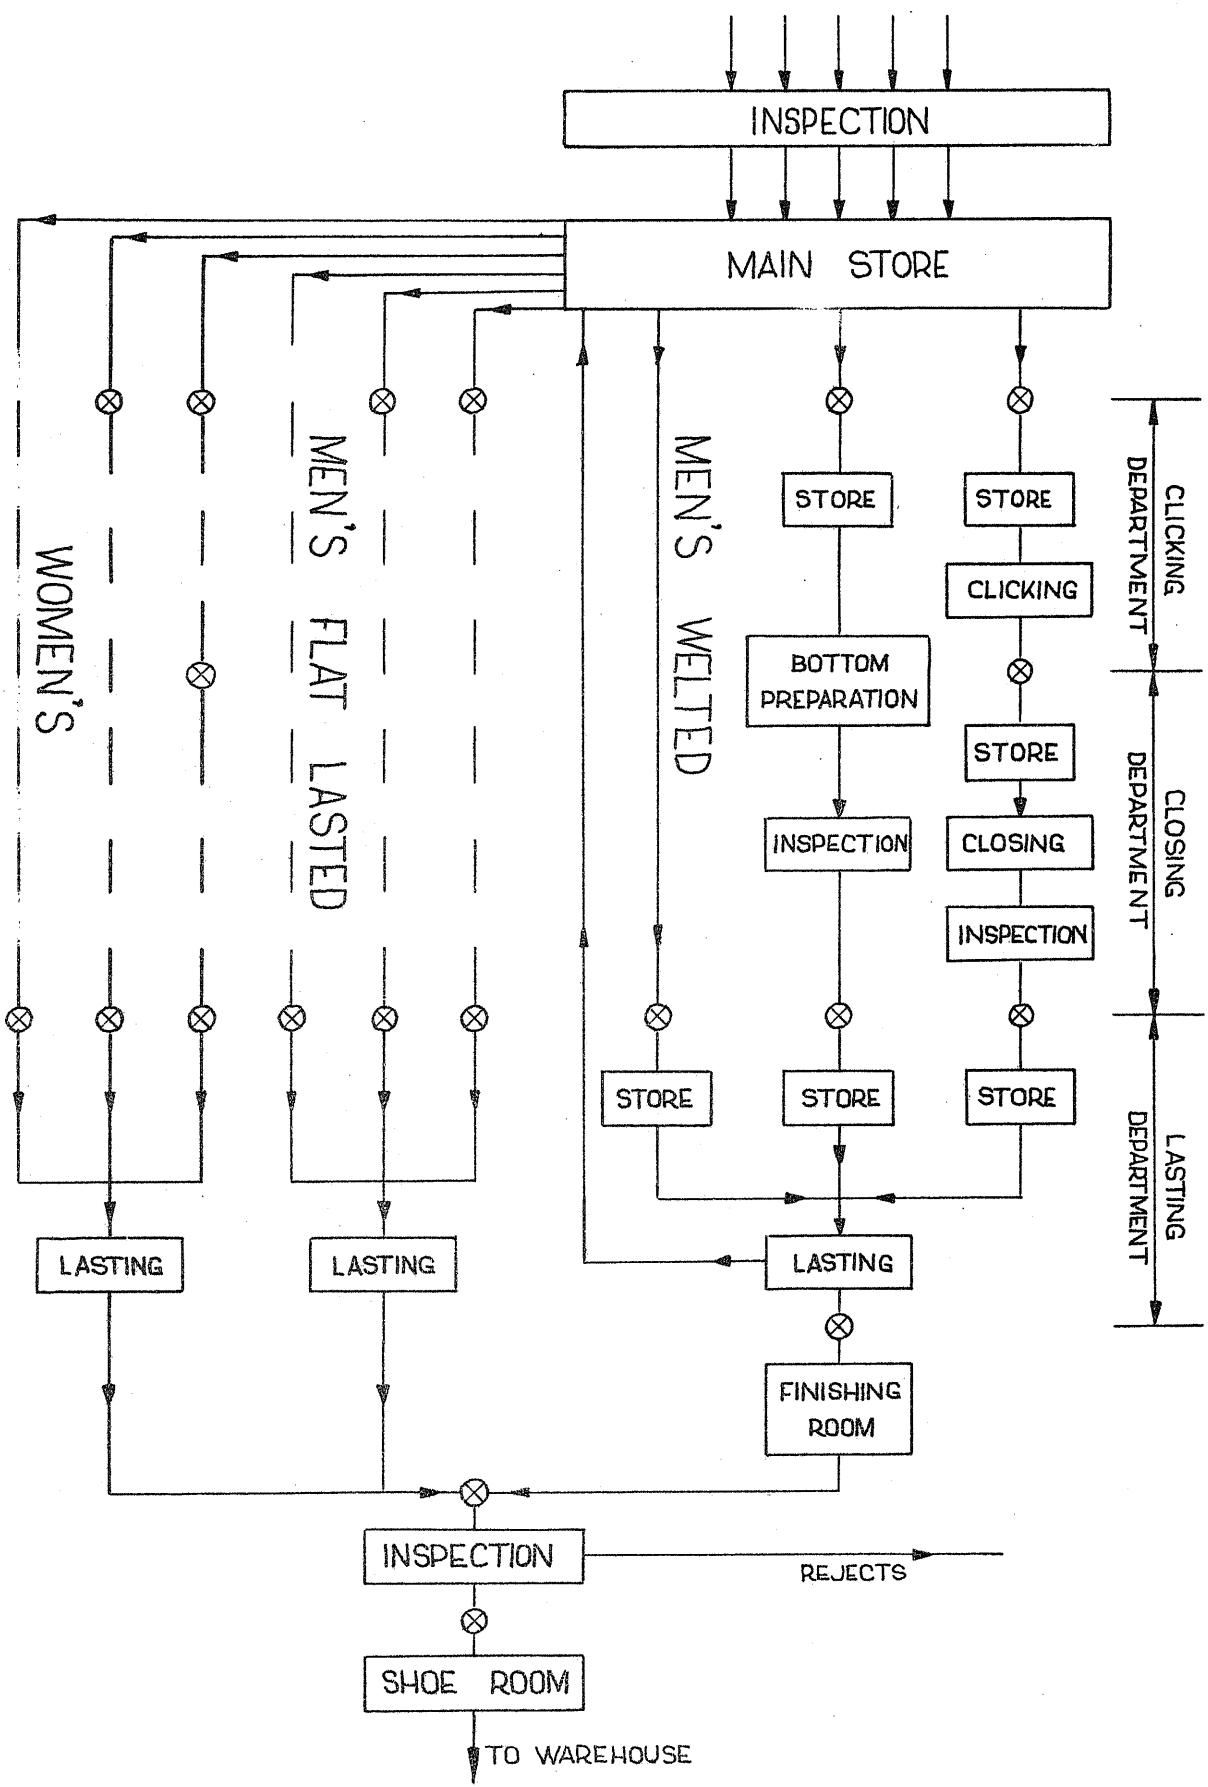 INSPECTION
MAIN STORE
WOMEN'S
MEN'S FLAT LASTED
MEN'S WELTED
STORE
STORE
CLICKING
BOTTOM
PREPARATION
STORE
INSPECTION
CLOSING
INSPECTION
CLICKING
DEPARTMENT
CLOSING
DEPARTMENT
LASTING
DEPARTMENT
STORE
STORE
STORE
LASTING
LASTING
LASTING
FINISHING
ROOM
INSPECTION
REJECTS
SHOE ROOM
TO WAREHOUSE